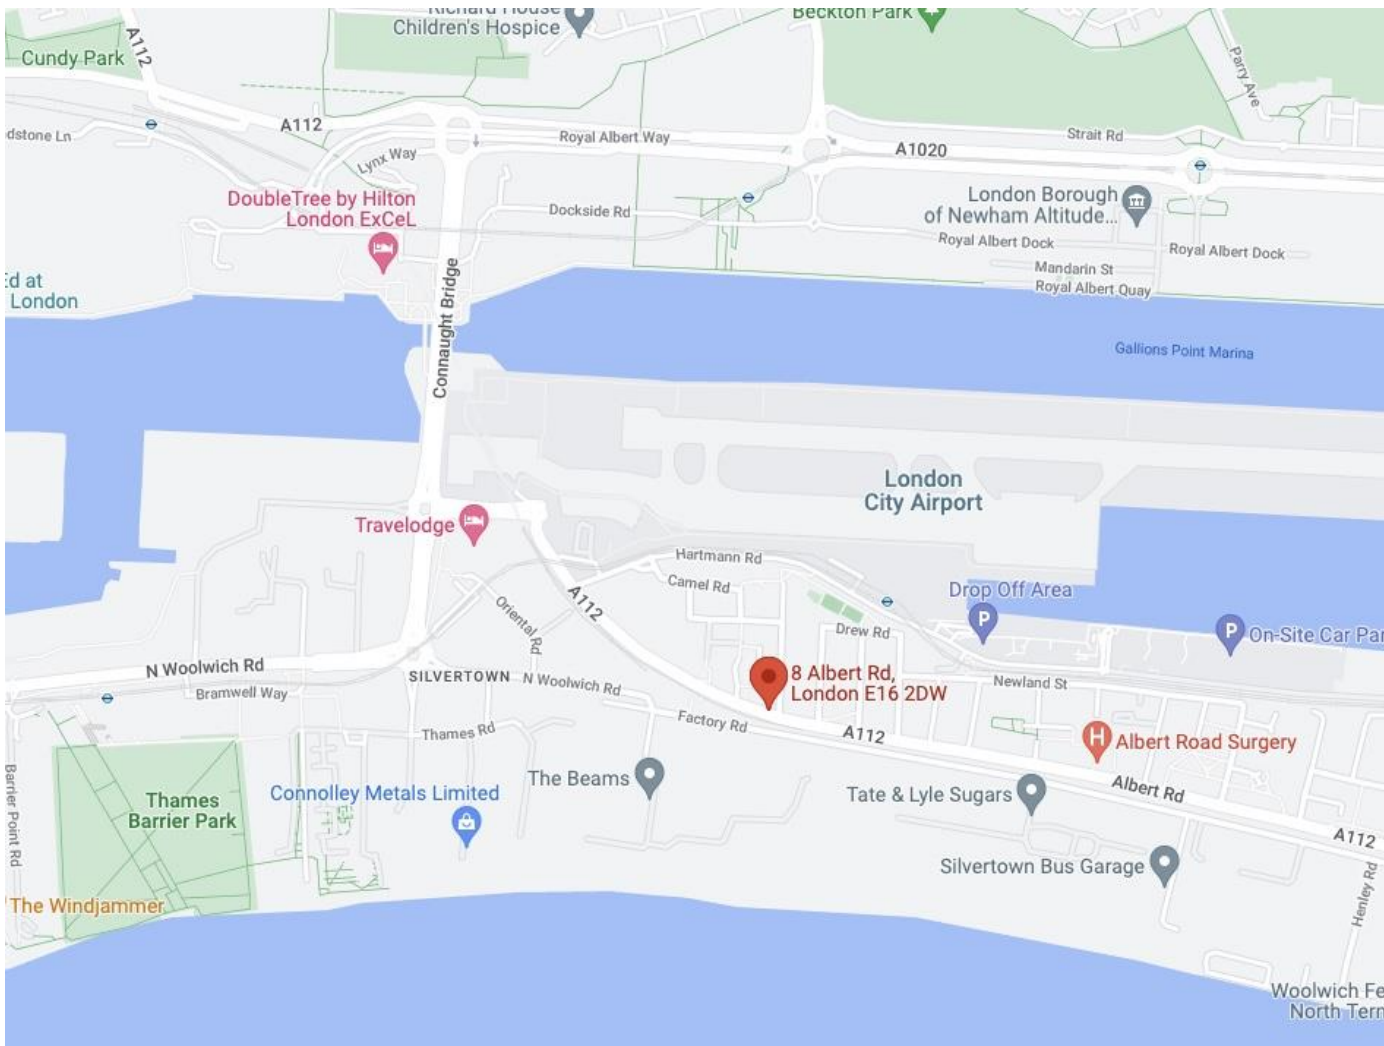 Richard House
Children's Hospice
Beckton Park
A112
Cundy Park
Parry Ave
A112
dstone Ln
Royal Albert Way
Strait Rd
A1020
Lynx Way
DoubleTree by Hilton
London ExCeL
London Borough
of Newham Altitude...
Dockside Rd
Royal Albert Dock
Royal Albert Dock
Mandarin St
Royal Albert Quay
Ed at
London
Connaught Bridge
Gallions Point Marina
London
City Airport
Travelodge
Hartmann Rd
Camel Rd
A112
Oriental Rd
Drop Off Area
P
P
On-Site Car Par
Drew Rd
N Woolwich Rd
Bramwell Way
SILVERTOWN
N Woolwich Rd
8 Albert Rd,
London E16 2DW
Newland St
Factory Rd
A112
Thames Rd
H
Albert Road Surgery
The Beams
Barrier Point Rd
Thames
Barrier Park
Connolley Metals Limited
Tate & Lyle Sugars
Albert Rd
A112
Silvertown Bus Garage
The Windjammer
Henley Rd
Woolwich Fe
North Tern